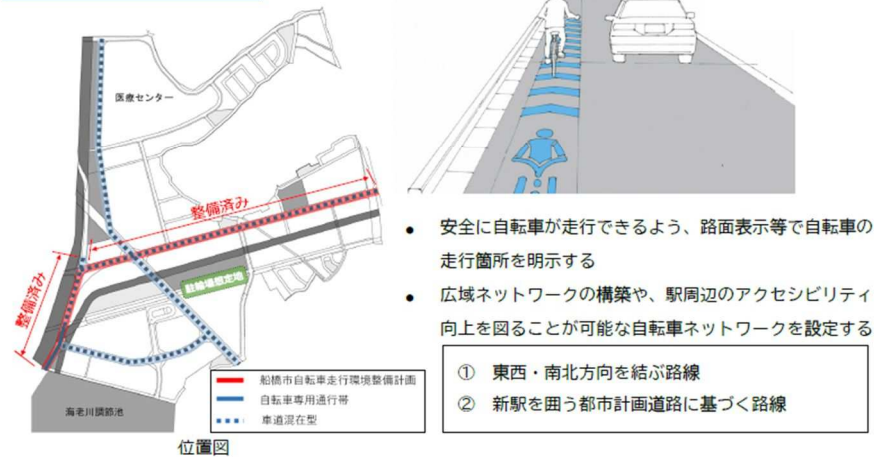 医療センター
整備済み
整備済み
駐輪場想定地
船橋市自転車走行環境整備計画
自転車専用通行帯
車道混在型
海老川調節池
位置図
● 安全に自転車が走行できるよう、路面表示等で自転車の
走行箇所を明示する
● 広域ネットワークの構築や、駅周辺のアクセシビリティ
向上を図ることが可能な自転車ネットワークを設定する
① 東西・南北方向を結ぶ路線
② 新駅を囲う都市計画道路に基づく路線